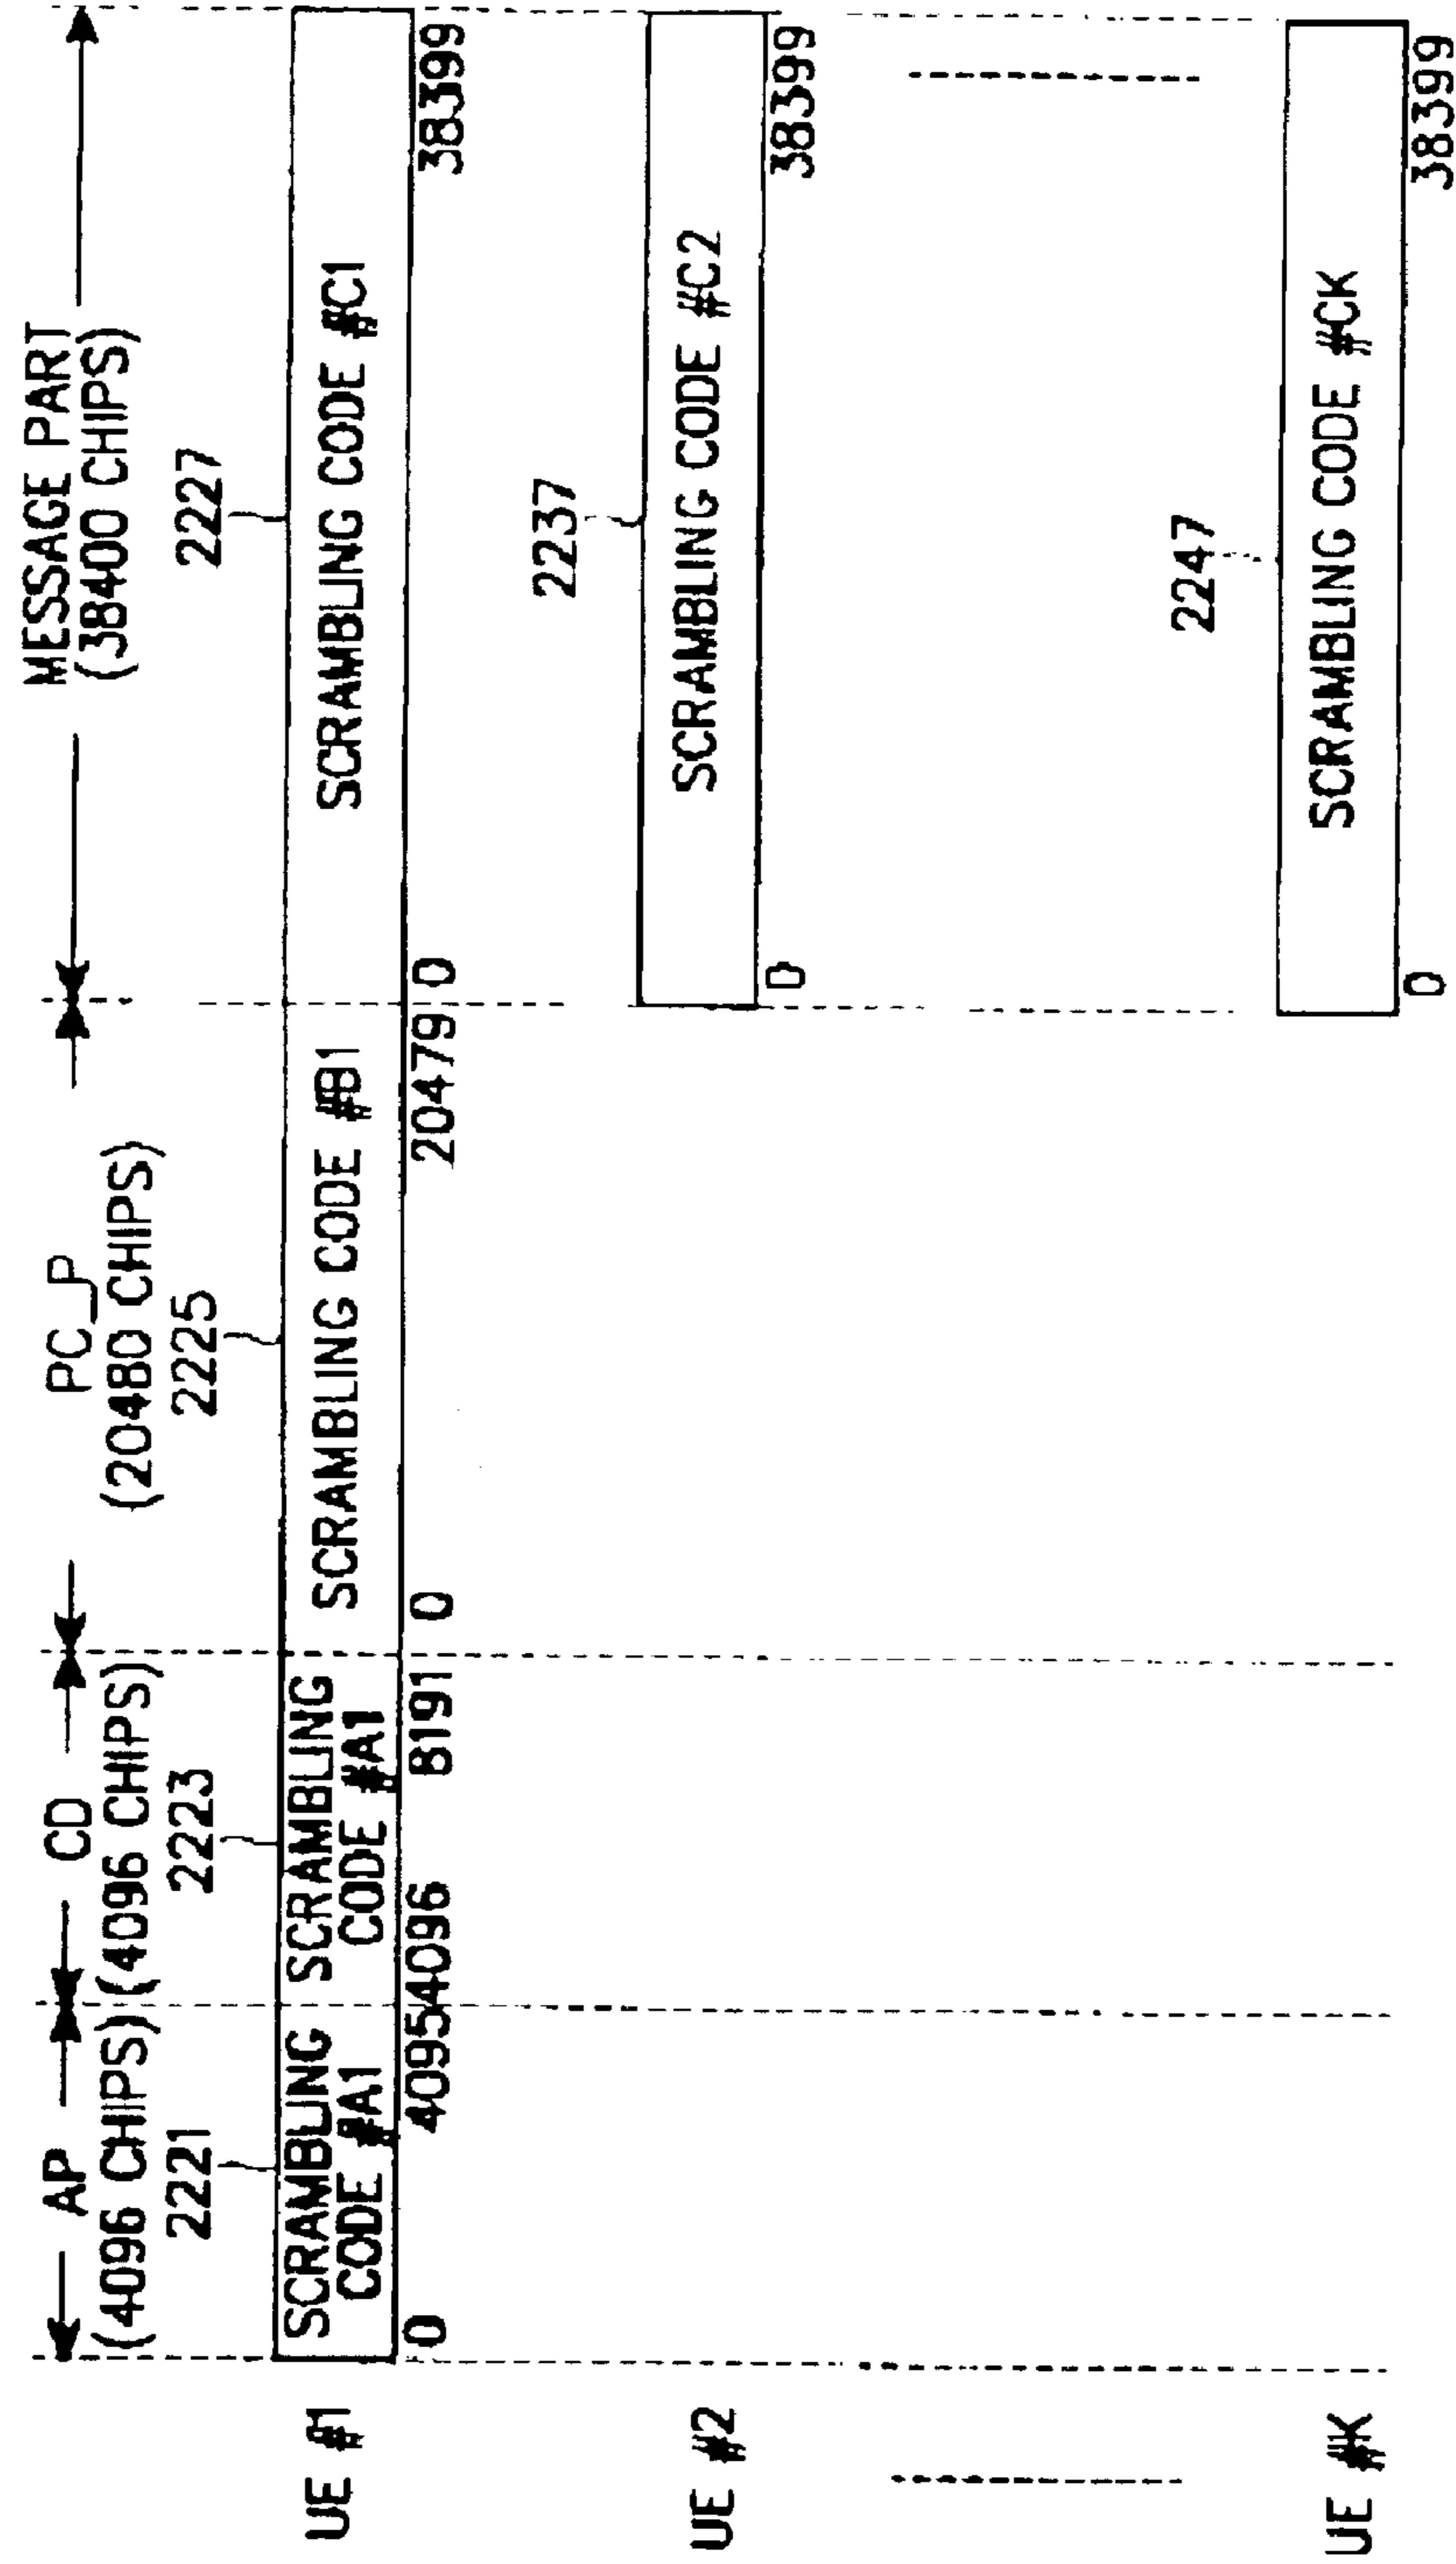 AP
CD
PC_P
MESSAGE PART
(4096 CHIPS)
(4096 CHIPS)
(20480 CHIPS)
(38400 CHIPS)
2221
2223
2225
2227
UE #1
SCRAMBLING
CODE #A1
SCRAMBLING
CODE #A1
SCRAMBLING CODE #B1
SCRAMBLING CODE #C1
0
4095
4096
8191
0
20479
0
38399
2237
UE #2
SCRAMBLING CODE #C2
0
38399
2247
UE #K
SCRAMBLING CODE #CK
0
38399